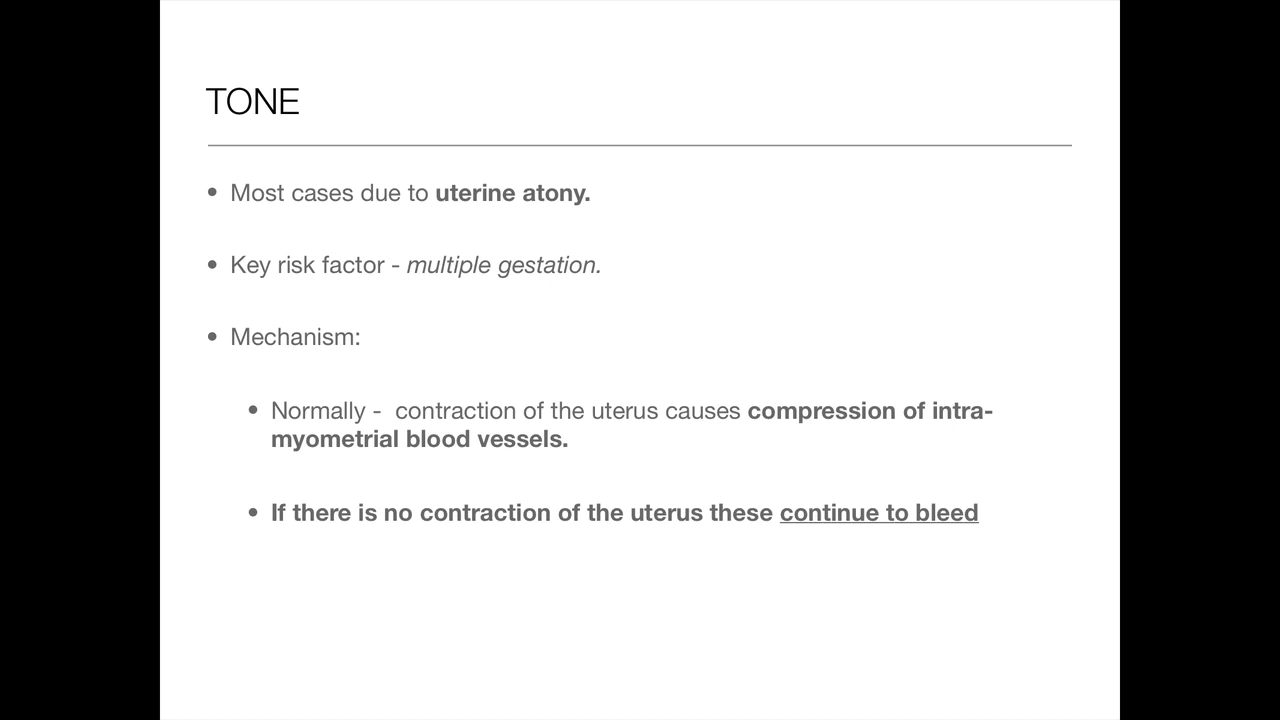 TONE
• Most cases due to uterine atony.
• Key risk factor - multiple gestation.
• Mechanism:
• Normally -  contraction of the uterus causes compression of intra-
myometrial blood vessels.
• If there is no contraction of the uterus these continue to bleed